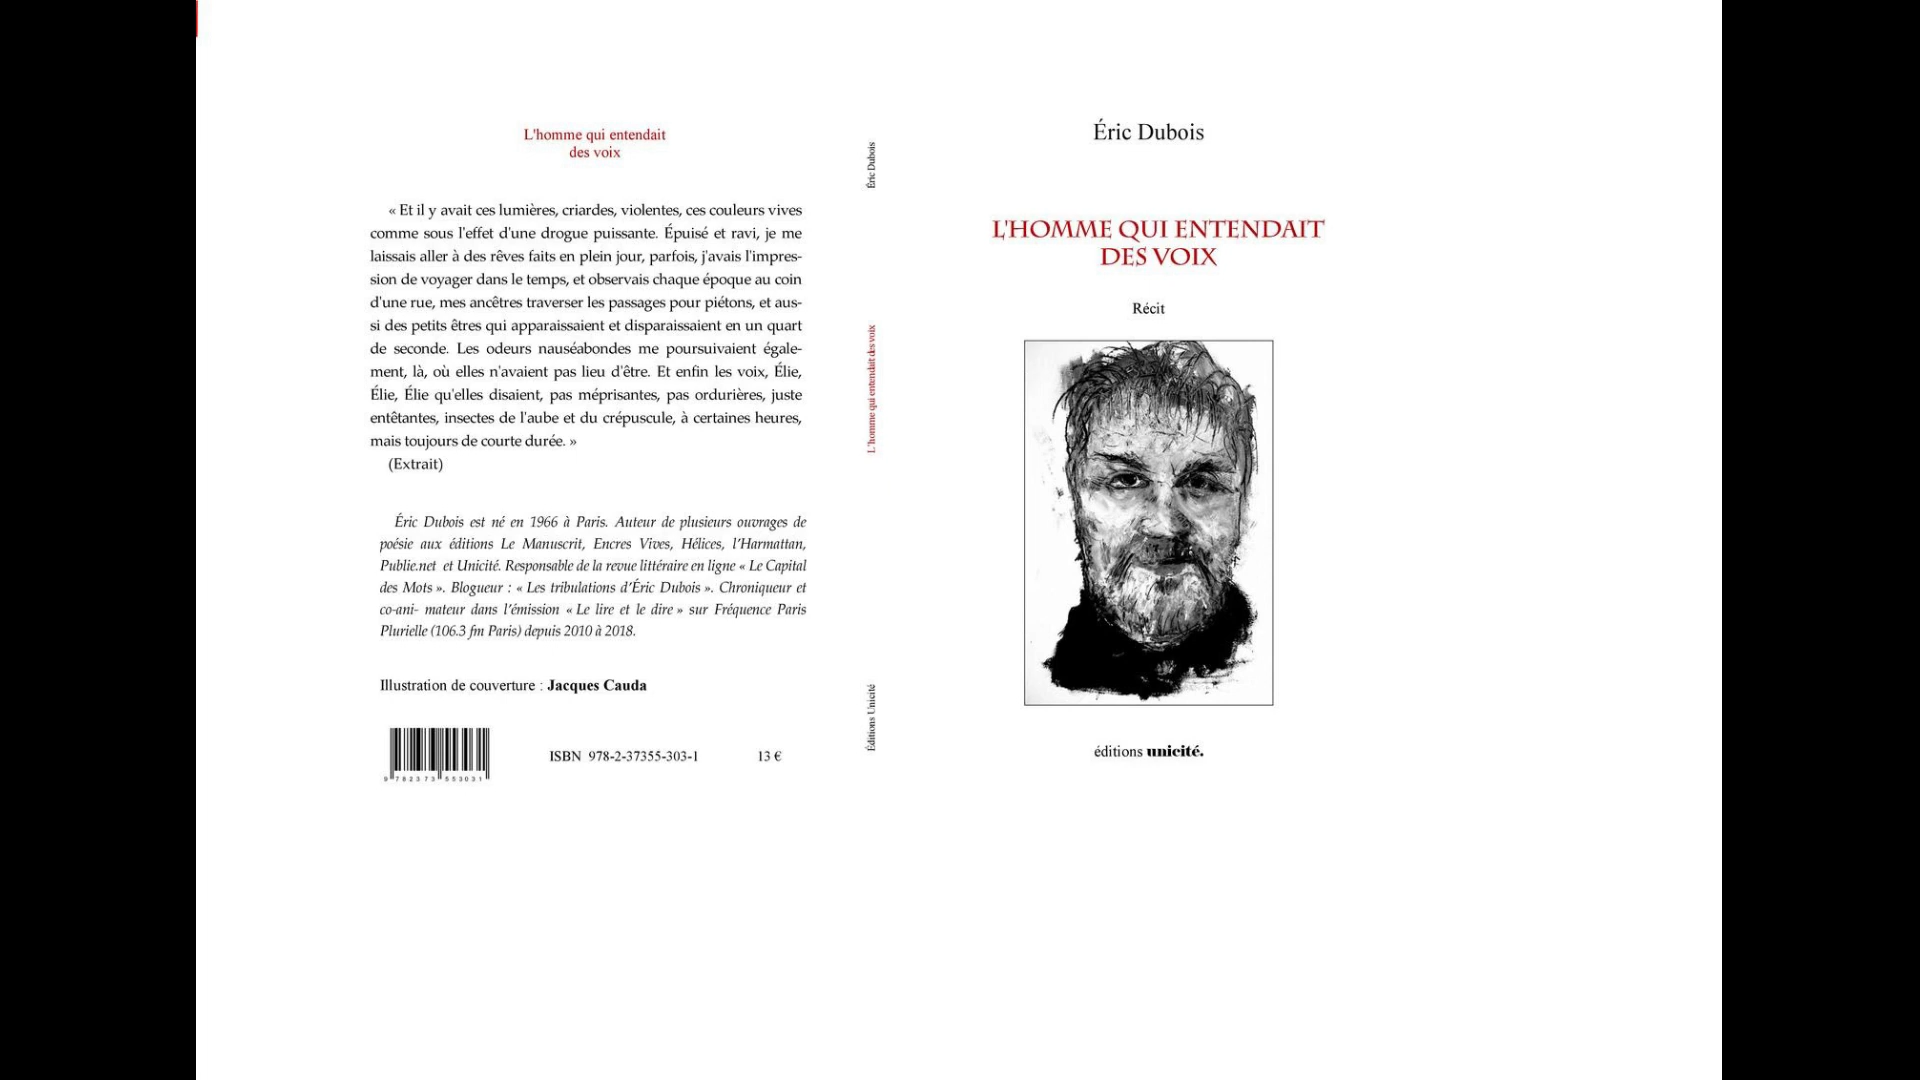 L'homme qui entendait
des voix
« Et il y avait ces lumières, criardes, violentes, ces couleurs vives
comme sous l'effet d'une drogue puissante. Épuisé et ravi, je me
laissais aller à des rêves faits en plein jour, parfois, j'avais l'impres-
sion de voyager dans le temps, et observais chaque époque au coin
d'une rue, mes ancêtres traverser les passages pour piétons, et aus-
si des petits êtres qui apparaissaient et disparaissaient en un quart
de seconde. Les odeurs nauséabondes me poursuivaient égale-
ment, là, où elles n'avaient pas lieu d'être. Et enfin les voix, Élie,
Élie, Élie qu'elles disaient, pas méprisantes, pas ordurières, juste
entêtantes, insectes de l'aube et du crépuscule, à certaines heures,
mais toujours de courte durée. »
(Extrait)
Éric Dubois est né en 1966 à Paris. Auteur de plusieurs ouvrages de
poésie aux éditions Le Manuscrit, Encres Vives, Hélices, l'Harmattan,
Publie.net et Unicité. Responsable de la revue littéraire en ligne « Le Capital
des Mots ». Blogueur : « Les tribulations d'Éric Dubois ». Chroniqueur et
co-ani- mateur dans l'émission « Le lire et le dire » sur Fréquence Paris
Plurielle (106.3 fm Paris) depuis 2010 à 2018.
Illustration de couverture : Jacques Cauda
9 782373 553031
ISBN 978-2-37355-303-1 13 €
Éric Dubois
L'homme qui entendait des voix
Éditions Unicité
Éric Dubois
L'HOMME QUI ENTENDAIT
DES VOIX
Récit
éditions unicité.